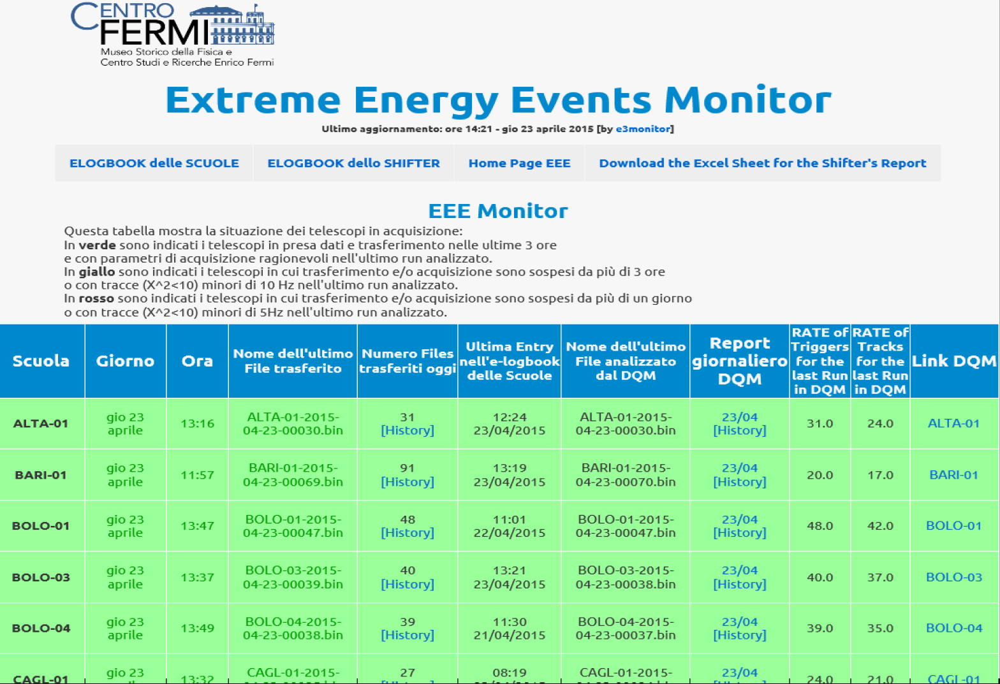 CENTRO
FERMI
Museo Storico della Fisica e
Centro Studi e Ricerche Enrico Fermi
Extreme Energy Events Monitor
Ultimo aggiornamento: ore 14:21 - gio 23 aprile 2015 [by e3monitor]
ELOGBOOK delle SCUOLE ELOGBOOK dello SHIFTER Home Page EEE Download the Excel Sheet for the Shifter's Report
EEE Monitor
Questa tabella mostra la situazione dei telescopi in acquisizione:
In verde sono indicati i telescopi in presa dati e trasferimento nelle ultime 3 ore
e con parametri di acquisizione ragionevoli nell'ultimo run analizzato.
In giallo sono indicati i telescopi in cui trasferimento e/o acquisizione sono sospesi da più di 3 ore
o con tracce (X^2<10) minori di 10 Hz nell'ultimo run analizzato.
In rosso sono indicati i telescopi in cui trasferimento e/o acquisizione sono sospesi da più di un giorno
o con tracce (X^2<10) minori di 5Hz nell'ultimo run analizzato.
Scuola
Giorno
Ora
Nome dell'ultimo
File trasferito
Numero Files
trasferiti oggi
Ultima Entry
nell'e-logbook
delle Scuole
Nome dell'ultimo
File analizzato
dal DQM
Report
giornaliero
DQM
RATE of
Triggers
for the
last Run
in DQM
RATE of
Tracks
for the
last Run
in DQM
Link DQM
ALTA-01
gio 23
aprile
13:16
ALTA-01-2015-
04-23-00030.bin
31
[History]
12:24
23/04/2015
ALTA-01-2015-
04-23-00030.bin
23/04
[History]
31.0
24.0
ALTA-01
BARI-01
gio 23
aprile
11:57
BARI-01-2015-
04-23-00069.bin
91
[History]
13:19
23/04/2015
BARI-01-2015-
04-23-00070.bin
23/04
[History]
20.0
17.0
BARI-01
BOLO-01
gio 23
aprile
13:47
BOLO-01-2015-
04-23-00047.bin
48
[History]
11:01
22/04/2015
BOLO-01-2015-
04-23-00047.bin
23/04
[History]
48.0
42.0
BOLO-01
BOLO-03
gio 23
aprile
13:37
BOLO-03-2015-
04-23-00039.bin
40
[History]
13:21
23/04/2015
BOLO-03-2015-
04-23-00038.bin
23/04
[History]
40.0
37.0
BOLO-03
BOLO-04
gio 23
aprile
13:49
BOLO-04-2015-
04-23-00038.bin
39
[History]
11:30
21/04/2015
BOLO-04-2015-
04-23-00037.bin
23/04
[History]
39.0
35.0
BOLO-04
CAGL-01
gio 23
13:32
CAGL-01-2015-
27
08:19
CAGL-01-2015-
23/04
24.0
21.0
CAGL-01